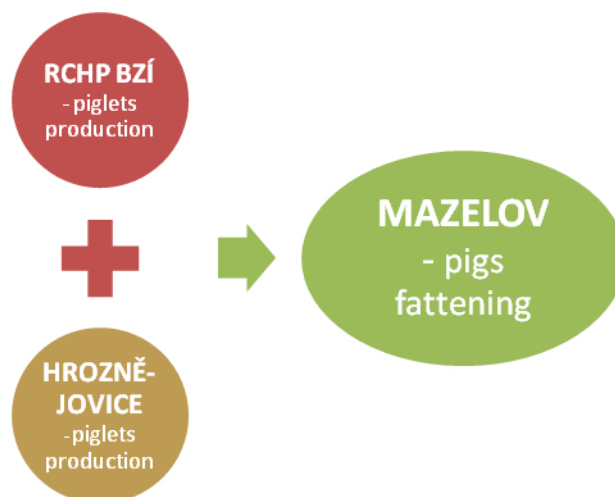 RCHP BZÍ
- piglets
production
HROZNĚ-
JOVICE
-piglets
production
MAZELOV
- pigs
fattening